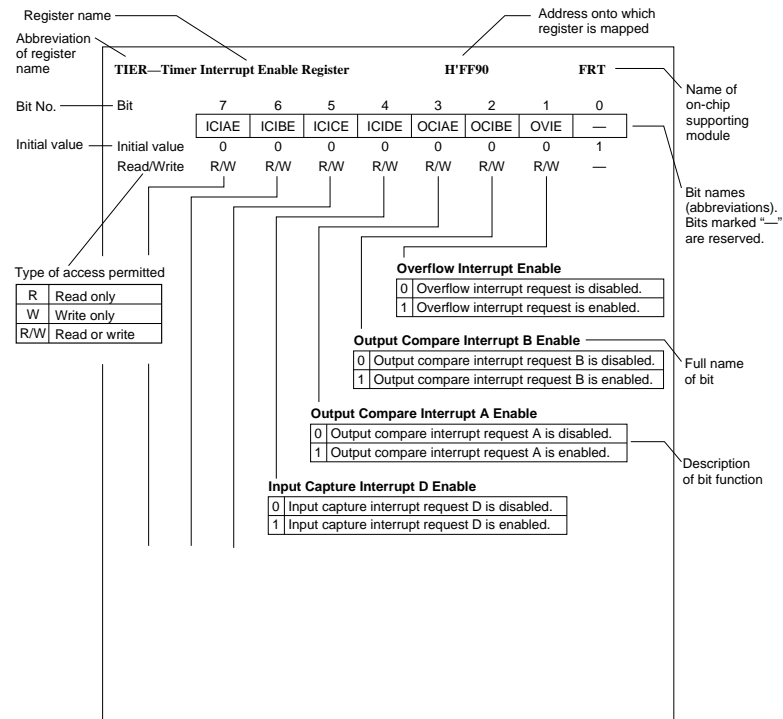 Register name
Address onto which
register is mapped
Abbreviation
of register
name
TIER—Timer Interrupt Enable Register H'FF90 FRT
Name of
on-chip
supporting
module
Bit No. Bit 7 6 5 4 3 2 1 0
ICIAE ICIBE ICICE ICIDE OCIAE OCIBE OVIE —
Initial value Initial value 0 0 0 0 0 0 0 1
Read/Write R/W R/W R/W R/W R/W R/W R/W —
Bit names
(abbreviations).
Bits marked “—”
are reserved.
Type of access permitted
R Read only
W Write only
R/W Read or write
Overflow Interrupt Enable
0 Overflow interrupt request is disabled.
1 Overflow interrupt request is enabled.
Output Compare Interrupt B Enable
0 Output compare interrupt request B is disabled.
1 Output compare interrupt request B is enabled.
Full name
of bit
Output Compare Interrupt A Enable
0 Output compare interrupt request A is disabled.
1 Output compare interrupt request A is enabled.
Description
of bit function
Input Capture Interrupt D Enable
0 Input capture interrupt request D is disabled.
1 Input capture interrupt request D is enabled.